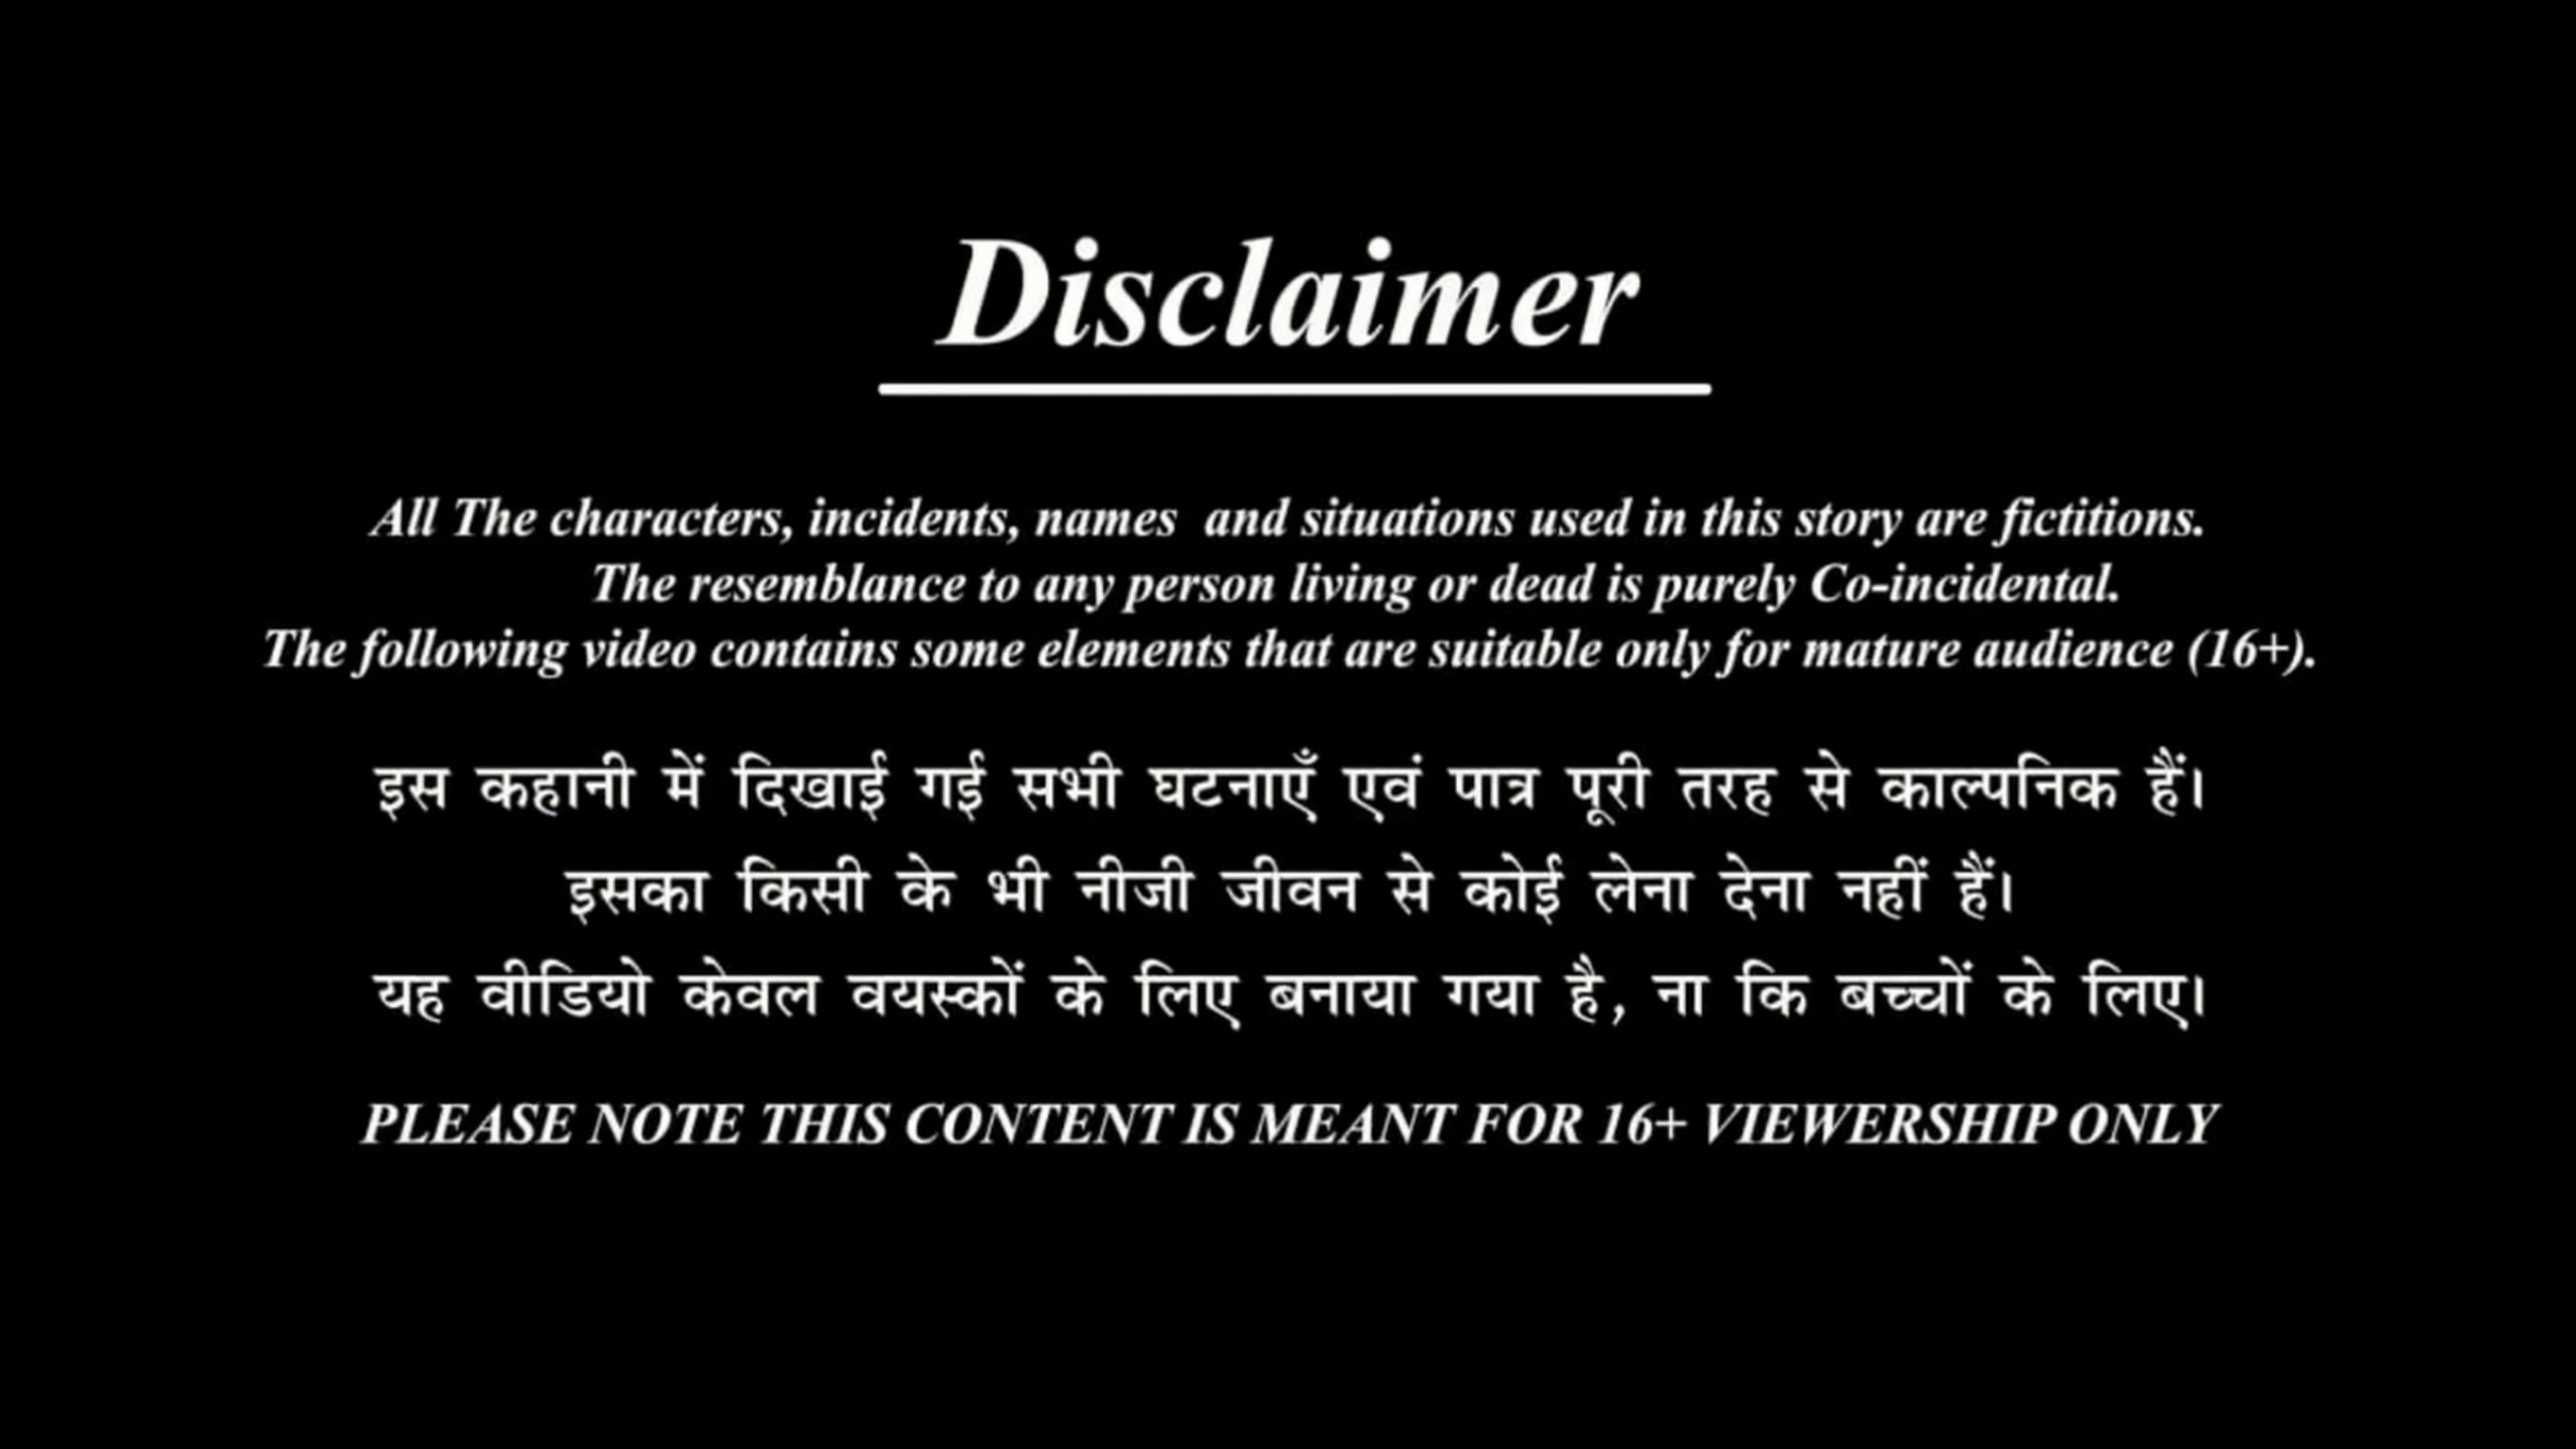 Disclaimer
All The characters, incidents, names and situations used in this story are fictitions.
The resemblance to any person living or dead is purely Co-incidental.
The following video contains some elements that are suitable only for mature audience (16+).
इस कहानी में दिखाई गई सभी घटनाएँ एवं पात्र पूरी तरह से काल्पनिक हैं।
इसका किसी के भी नीजी जीवन से कोई लेना देना नहीं हैं।
यह वीडियो केवल वयस्कों के लिए बनाया गया है, ना कि बच्चों के लिए।
PLEASE NOTE THIS CONTENT IS MEANT FOR 16+ VIEWERSHIP ONLY